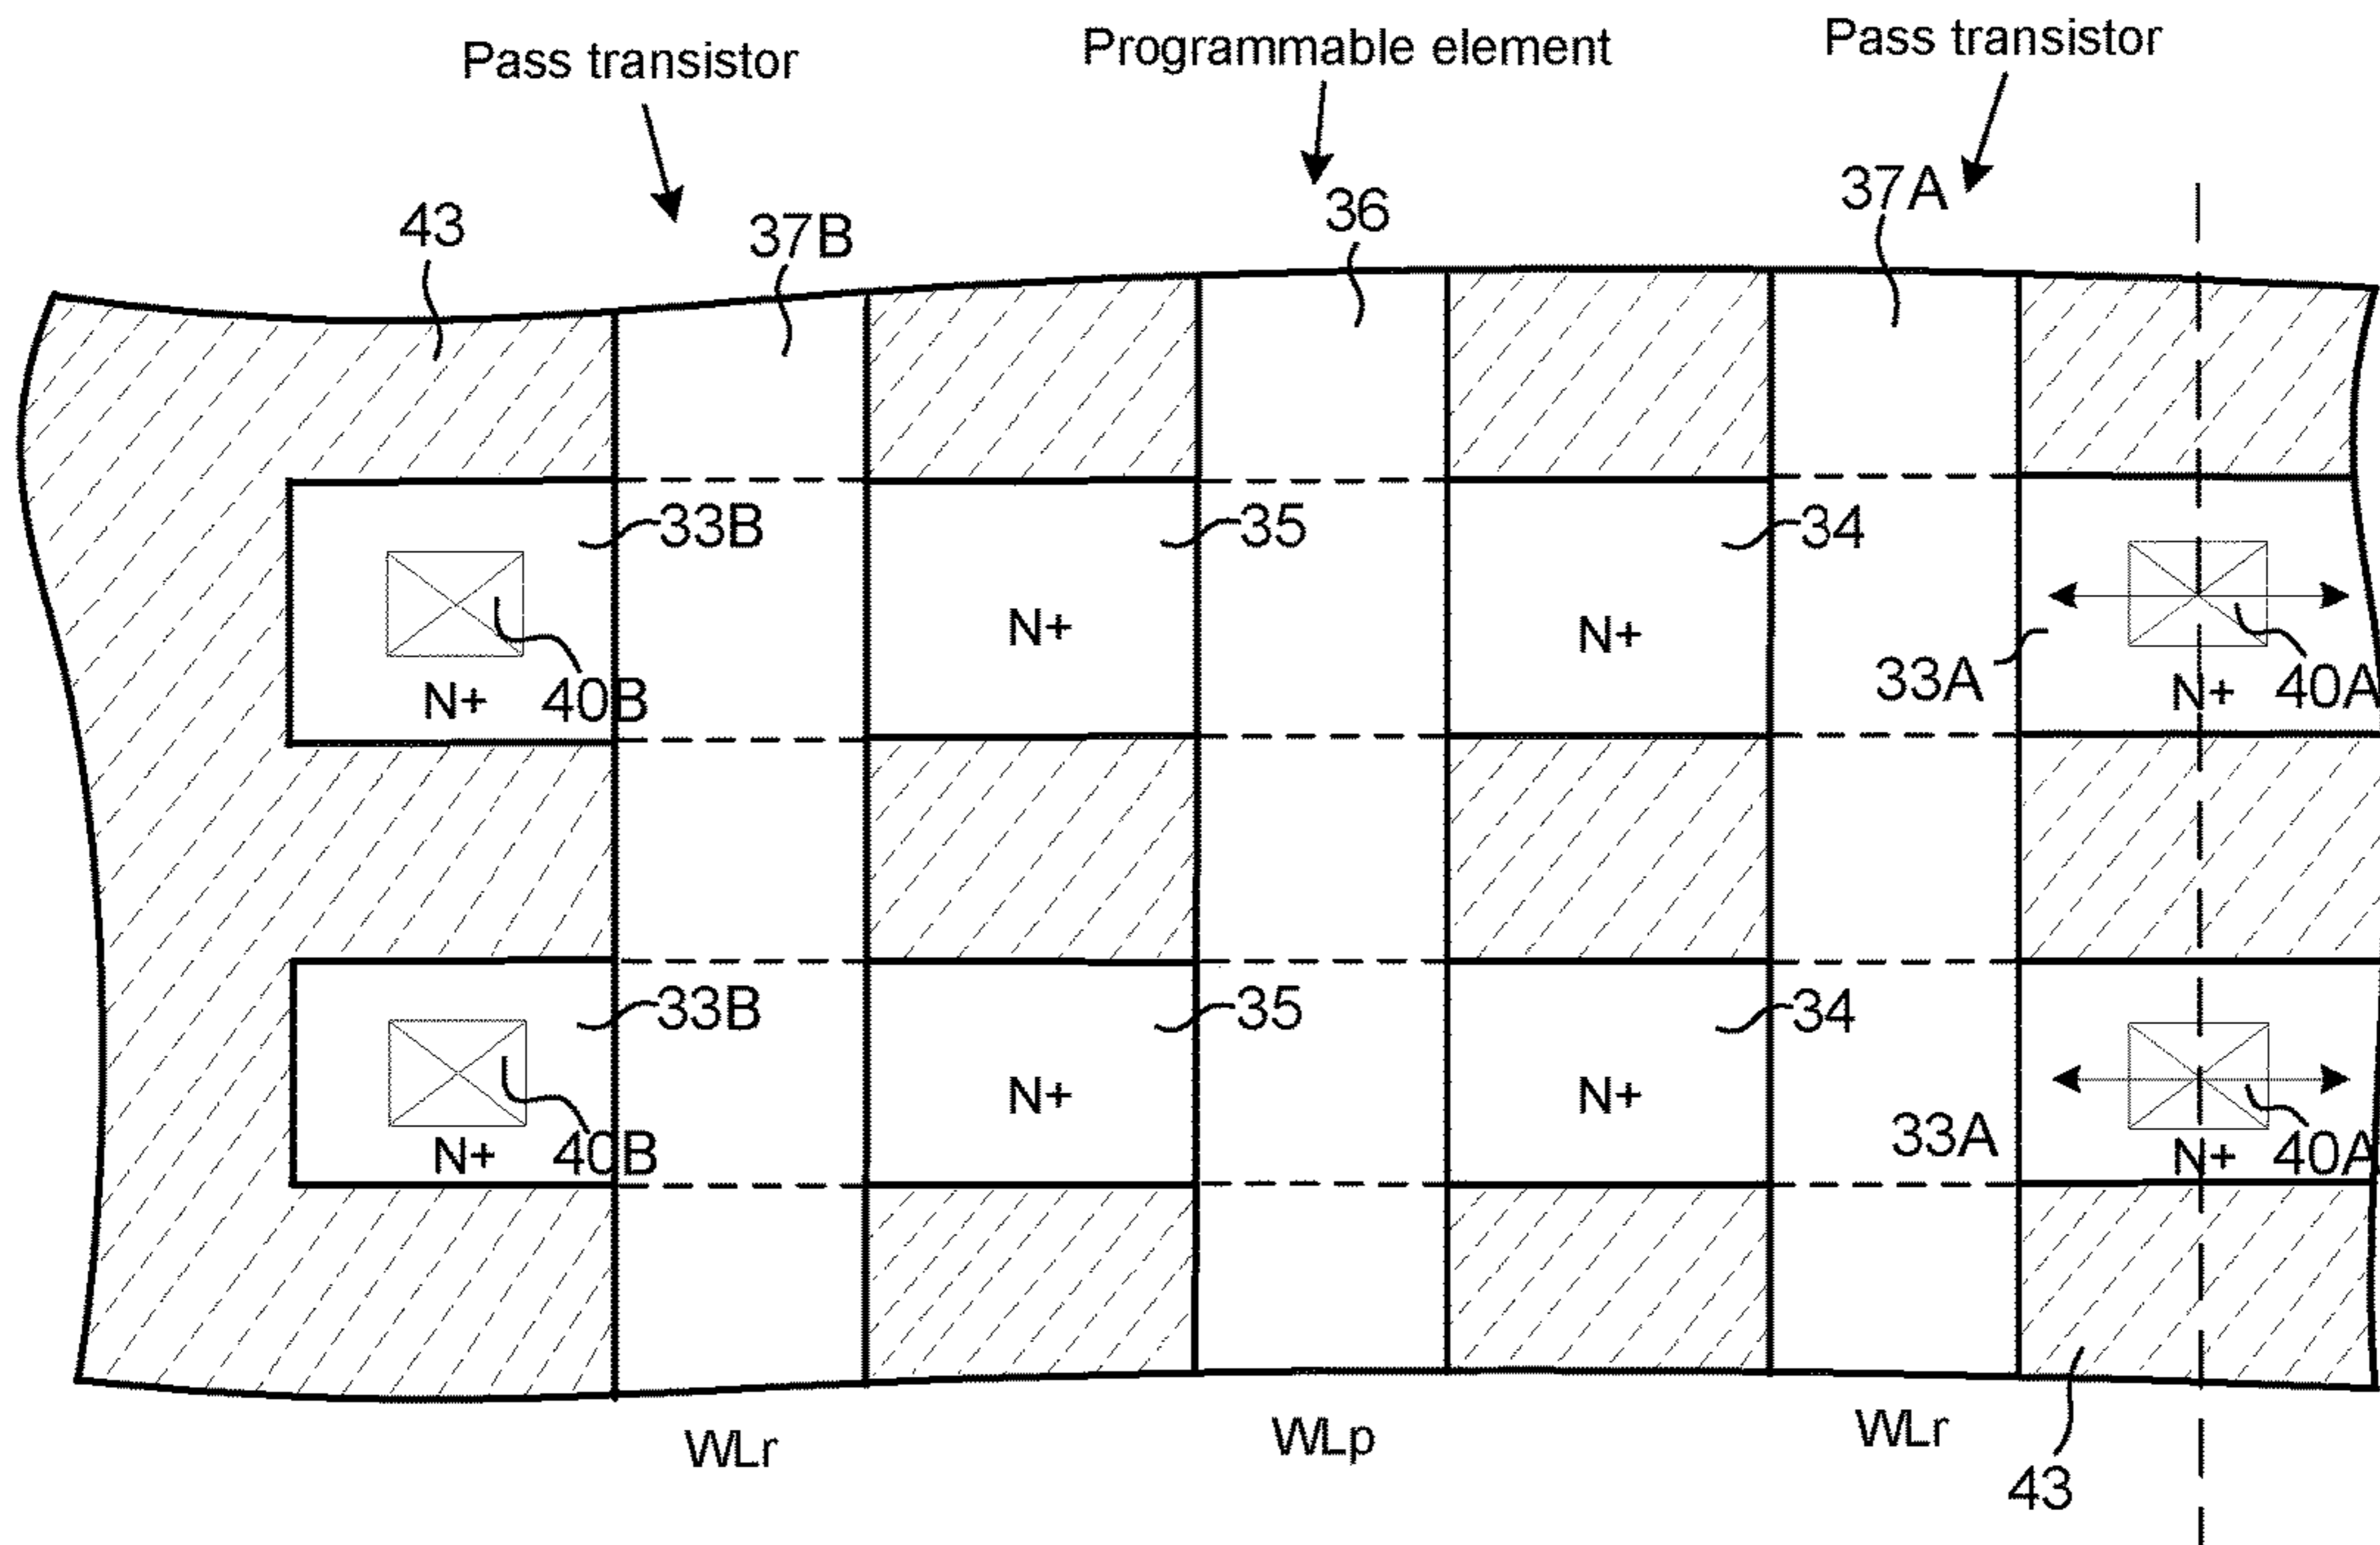 Pass transistor
Programmable element
Pass transistor
43
37B
36
37A
33B
35
34
N+
N+
33A
N+
40B
N+
40A
33B
35
34
N+
N+
33A
N+
40B
N+
40A
WLr
WLp
WLr
43